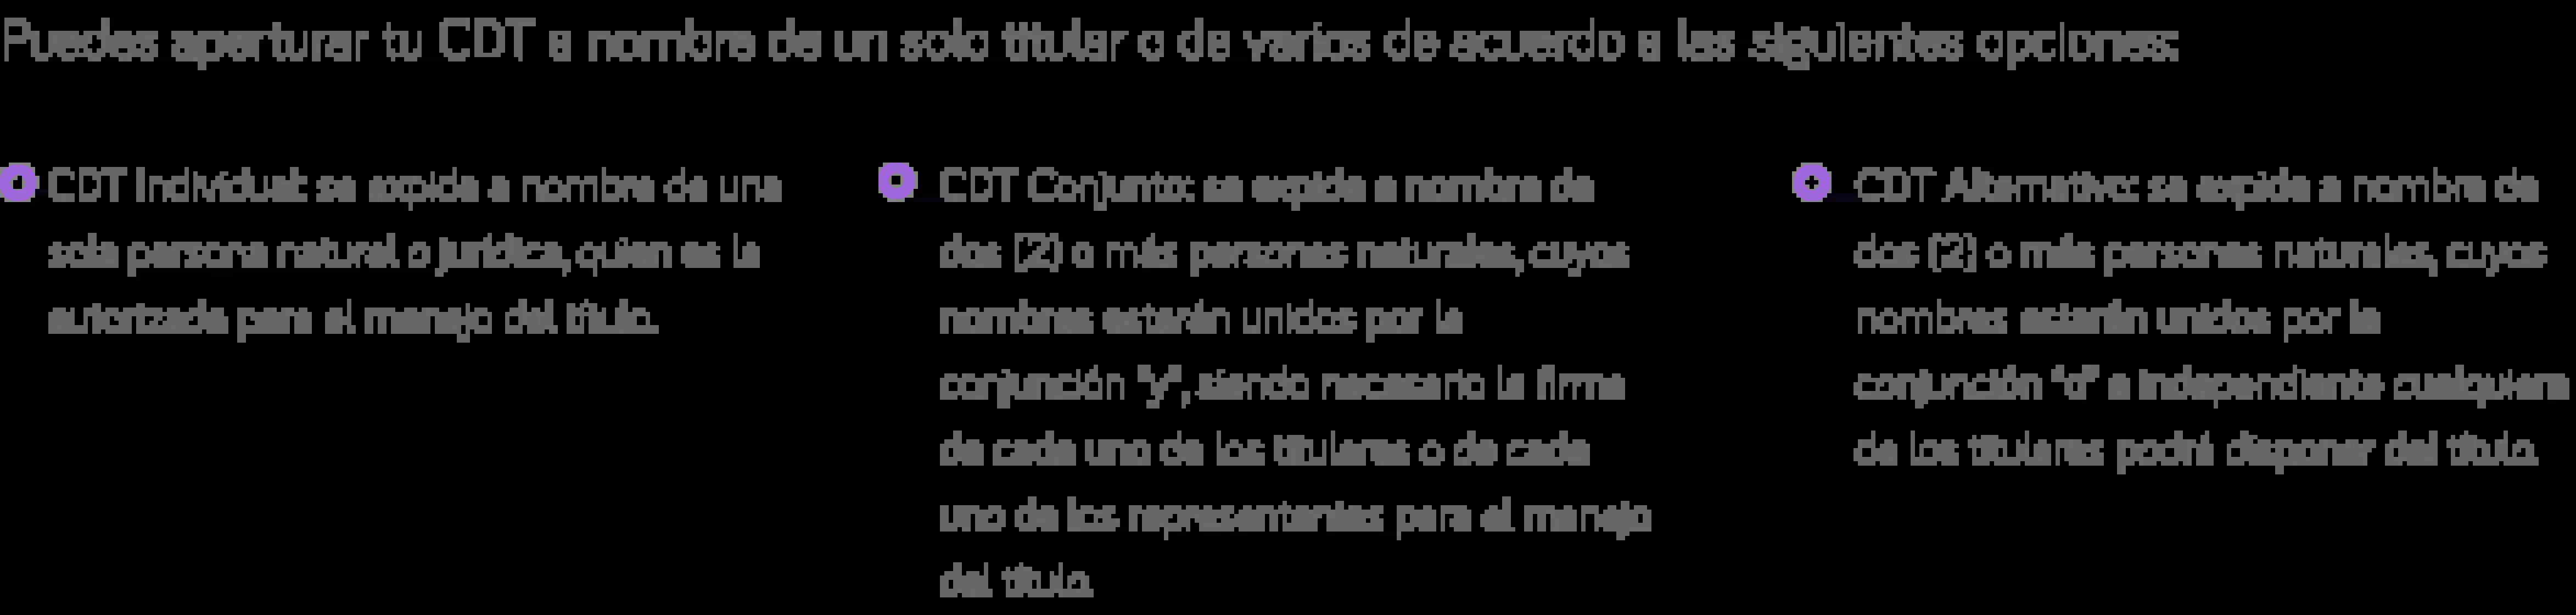 Puedes aperturar tu CDT a nombre de un solo titular o de varios de acuerdo a las siguientes opciones:
CDT Individual: se expide a nombre de una
sola persona natural o jurídica, quien es la
autorizada para el manejo del título.
CDT Conjunto: se expide a nombre de
dos (2) o más personas naturales, cuyos
nombres estarán unidos por la
conjunción "y", siendo necesario la firma
de cada uno de los titulares o de cada
uno de los representantes para el manejo
del título.
CDT Alternativo: se expide a nombre de
dos (2) o más personas naturales, cuyos
nombres estarán unidos por la
conjunción "o" e independiente cualquiera
de los titulares podrá disponer del título.